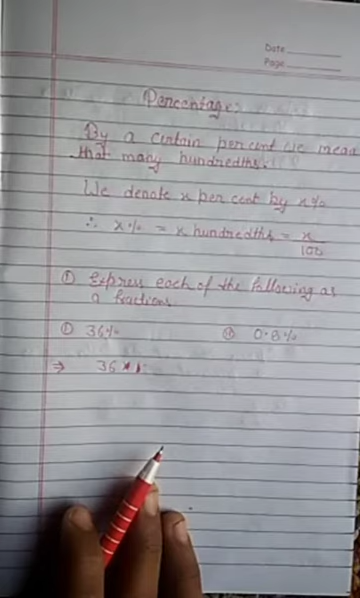 Date
Page
Percentage:
By a certain per cent we mean
that many hundredths.
We denote x per cent by x%
∴ x% = x hundredths = x/100
① Express each of the following as
a fractions
① 36% ② 0.8%
⇒ 36